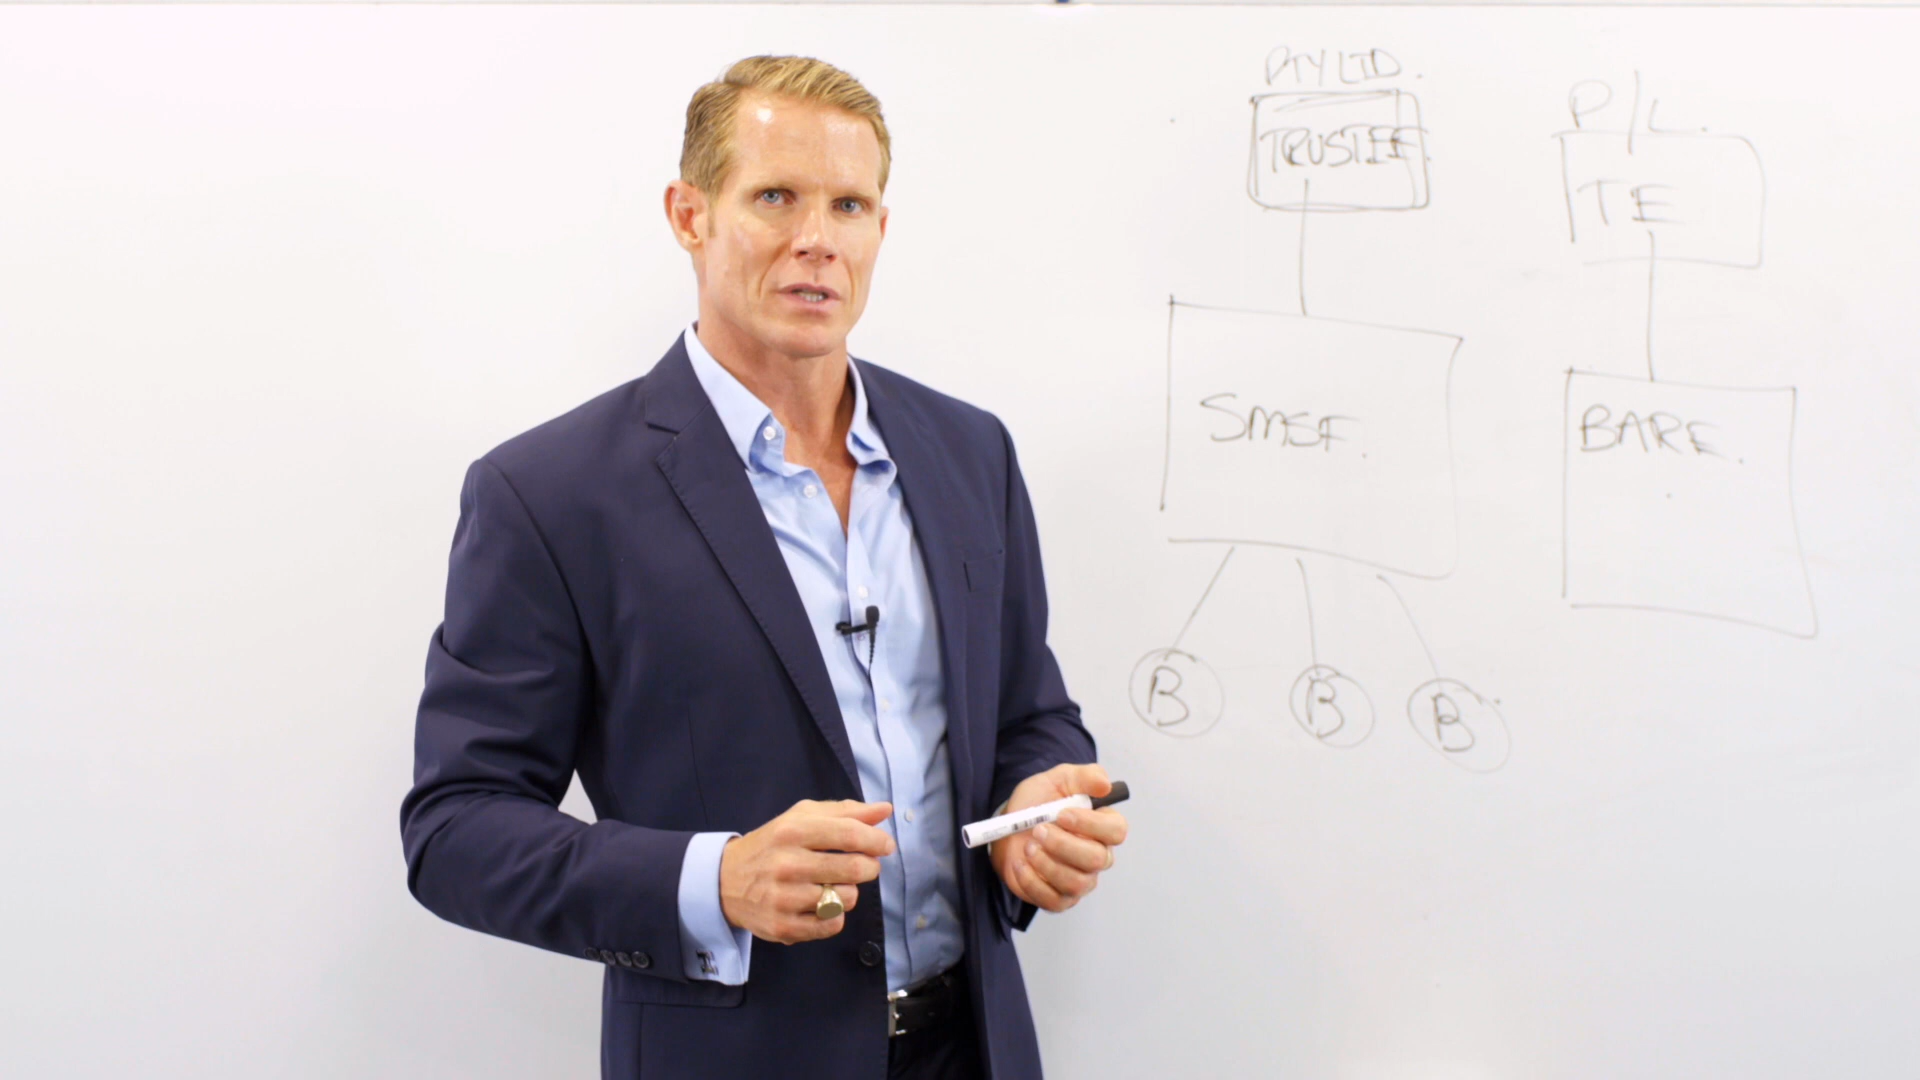 PTY LTD.
TRUSTEE.
SMSF.
B
B
B
P/L.
TE
BARE.